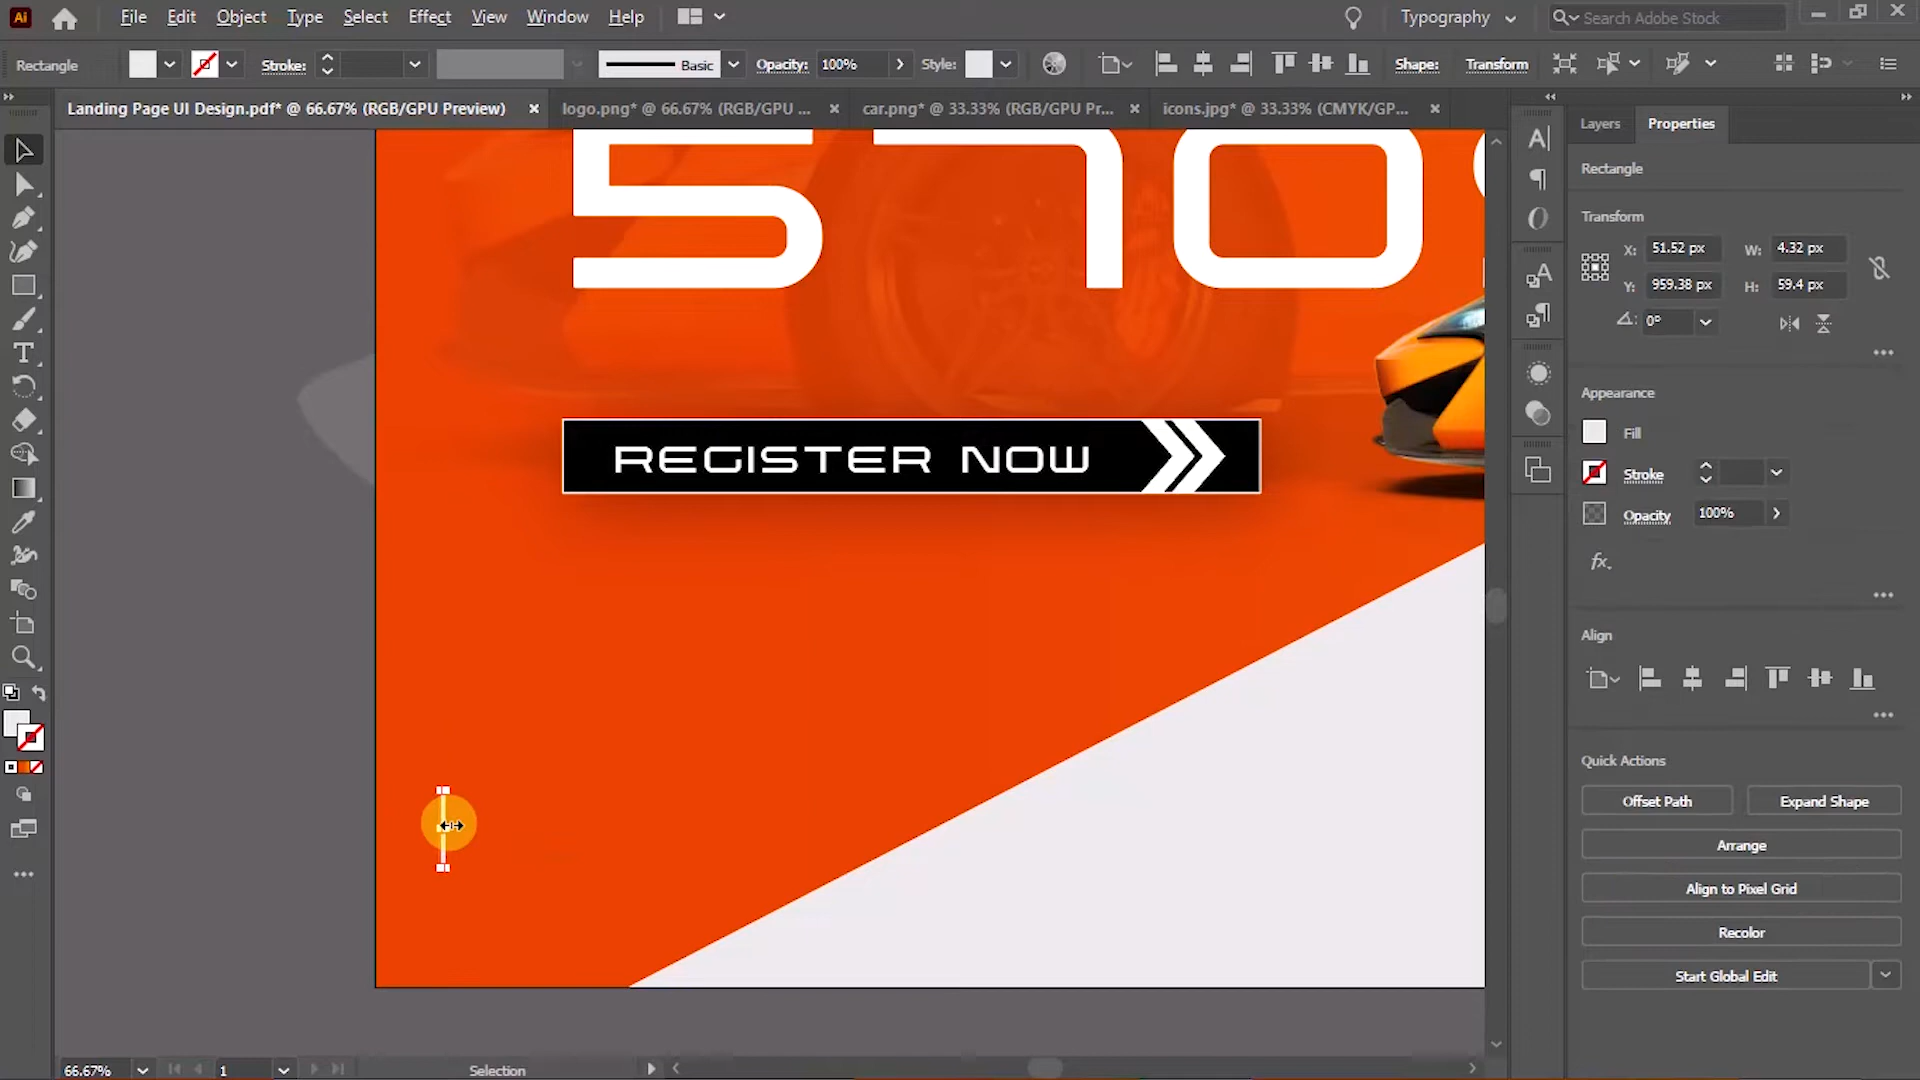 Ai File Edit Object Type Select Effect View Window Help Typography Search Adobe Stock
Rectangle Stroke: Basic Opacity: 100% Style: Shape: Transform
Landing Page UI Design.pdf* @ 66.67% (RGB/GPU Preview) × logo.png* @ 66.67% (RGB/GPU ... × car.png* @ 33.33% (RGB/GPU Pr... × icons.jpg* @ 33.33% (CMYK/GP... ×
Layers Properties
Rectangle
Transform
X: 51.52 px W: 4.32 px
Y: 959.38 px H: 59.4 px
0°
570
Appearance
Fill
Stroke
Opacity 100%
fx.
REGISTER NOW
Align
Quick Actions
Offset Path Expand Shape
Arrange
Align to Pixel Grid
Recolor
Start Global Edit
66.67% 1 Selection